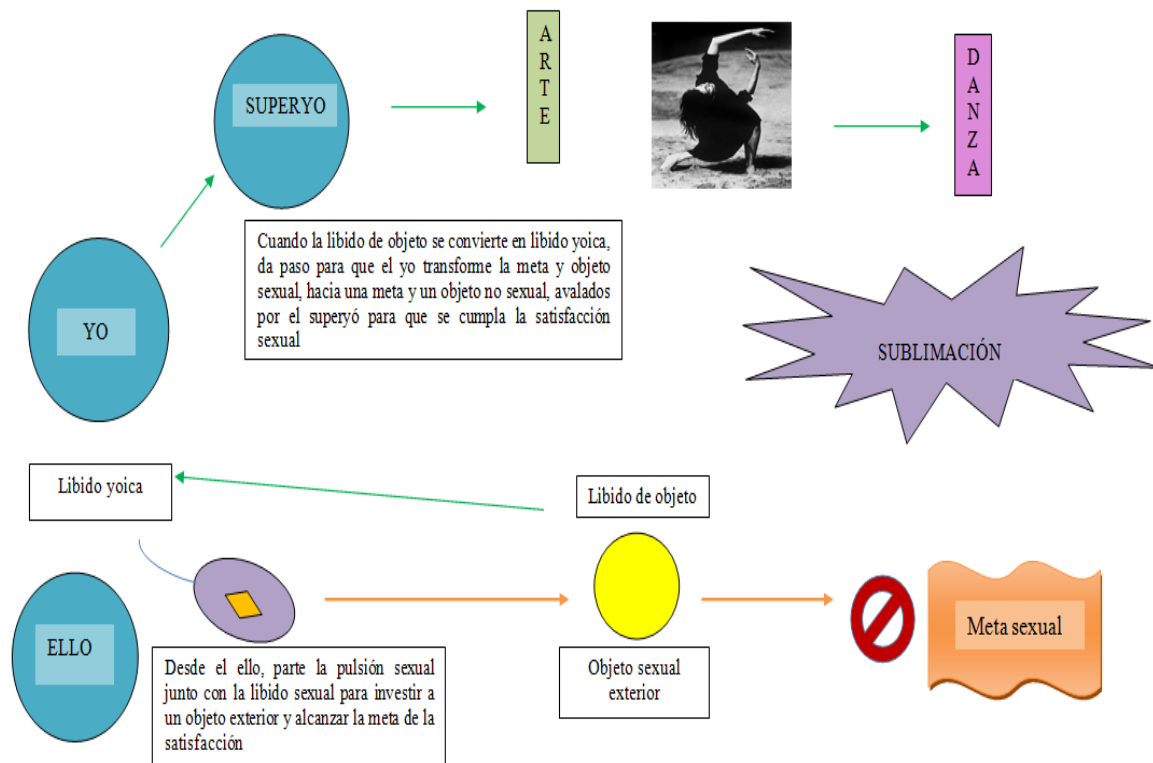 SUPERYO
ARTE
DANZA
Cuando la libido de objeto se convierte en libido yoica,
da paso para que el yo transforme la meta y objeto
sexual, hacia una meta y un objeto no sexual, avalados
por el superyó para que se cumpla la satisfacción
sexual
YO
SUBLIMACIÓN
Libido yoica
Libido de objeto
ELLO
Meta sexual
Desde el ello, parte la pulsión sexual
junto con la libido sexual para investir a
un objeto exterior y alcanzar la meta de la
satisfacción
Objeto sexual
exterior